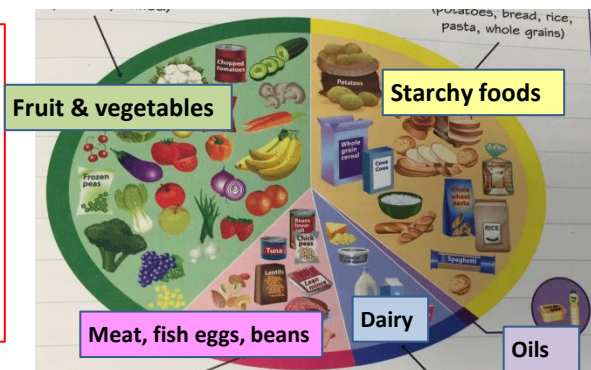 (potatoes, bread, rice,
pasta, whole grains)
Chopped
tomatoes
Potatoes
Fruit & vegetables
Starchy foods
Whole
grain
cereal
Cous
Cous
Frozen
peas
Whole
wheat
pasta
RICE
Beans
Chick
peas
Tuna
Lentils
Spaghetti
Meat, fish eggs, beans
Dairy
Oils